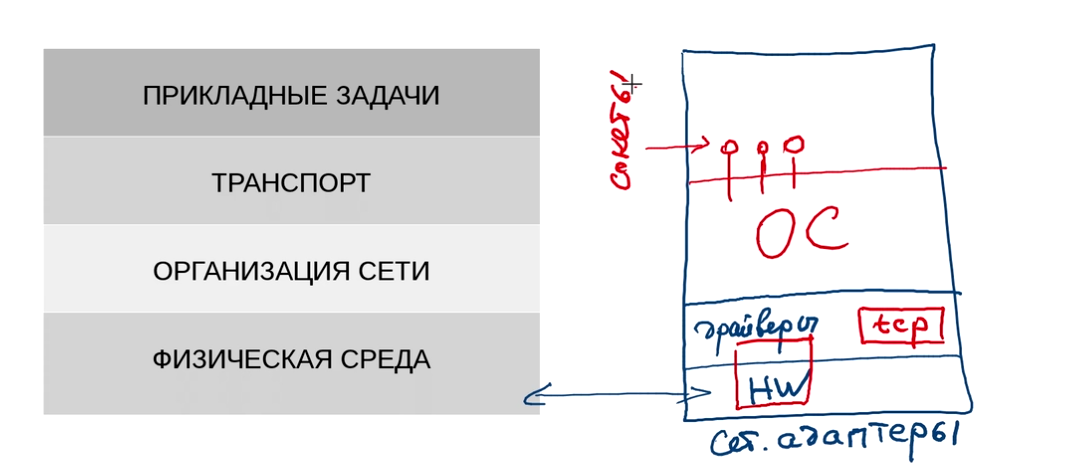 ПРИКЛАДНЫЕ ЗАДАЧИ
ТРАНСПОРТ
ОРГАНИЗАЦИЯ СЕТИ
ФИЗИЧЕСКАЯ СРЕДА
сокеты
ОС
драйверы
tcp
HW
сет. адаптеры